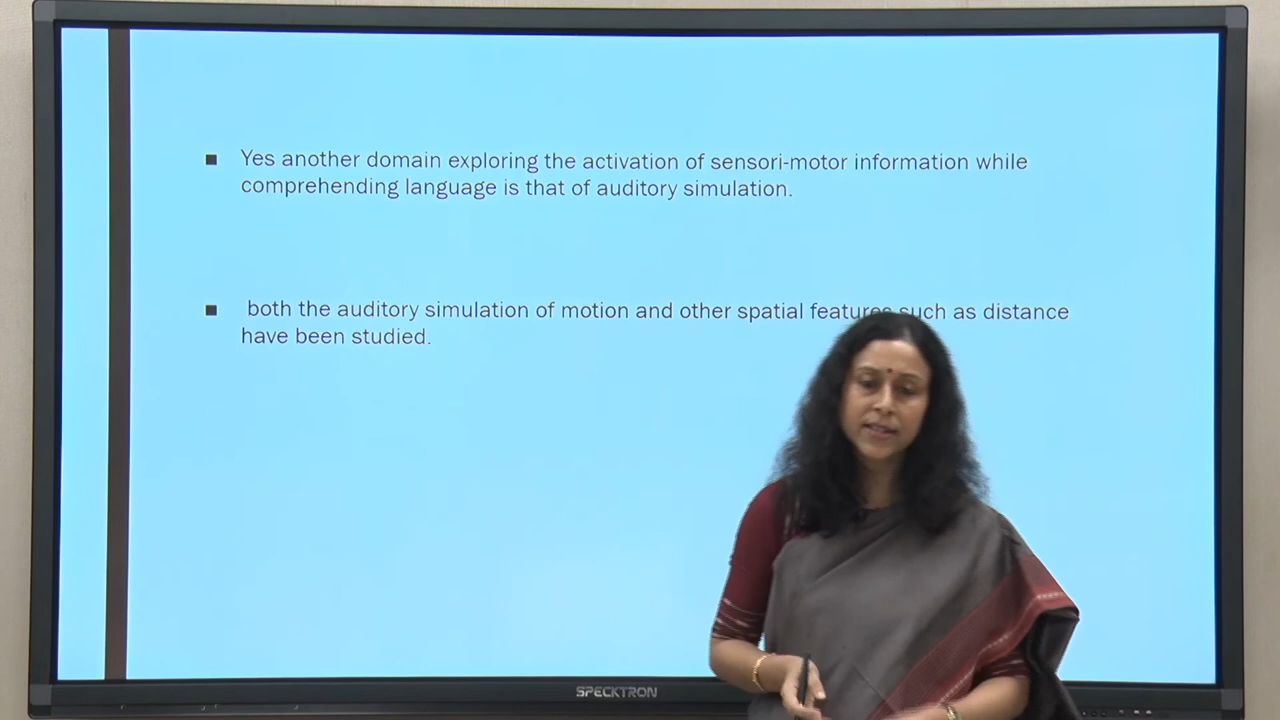 Yes another domain exploring the activation of sensori-motor information while
comprehending language is that of auditory simulation.
both the auditory simulation of motion and other spatial features such as distance
have been studied.
SPECKTRON